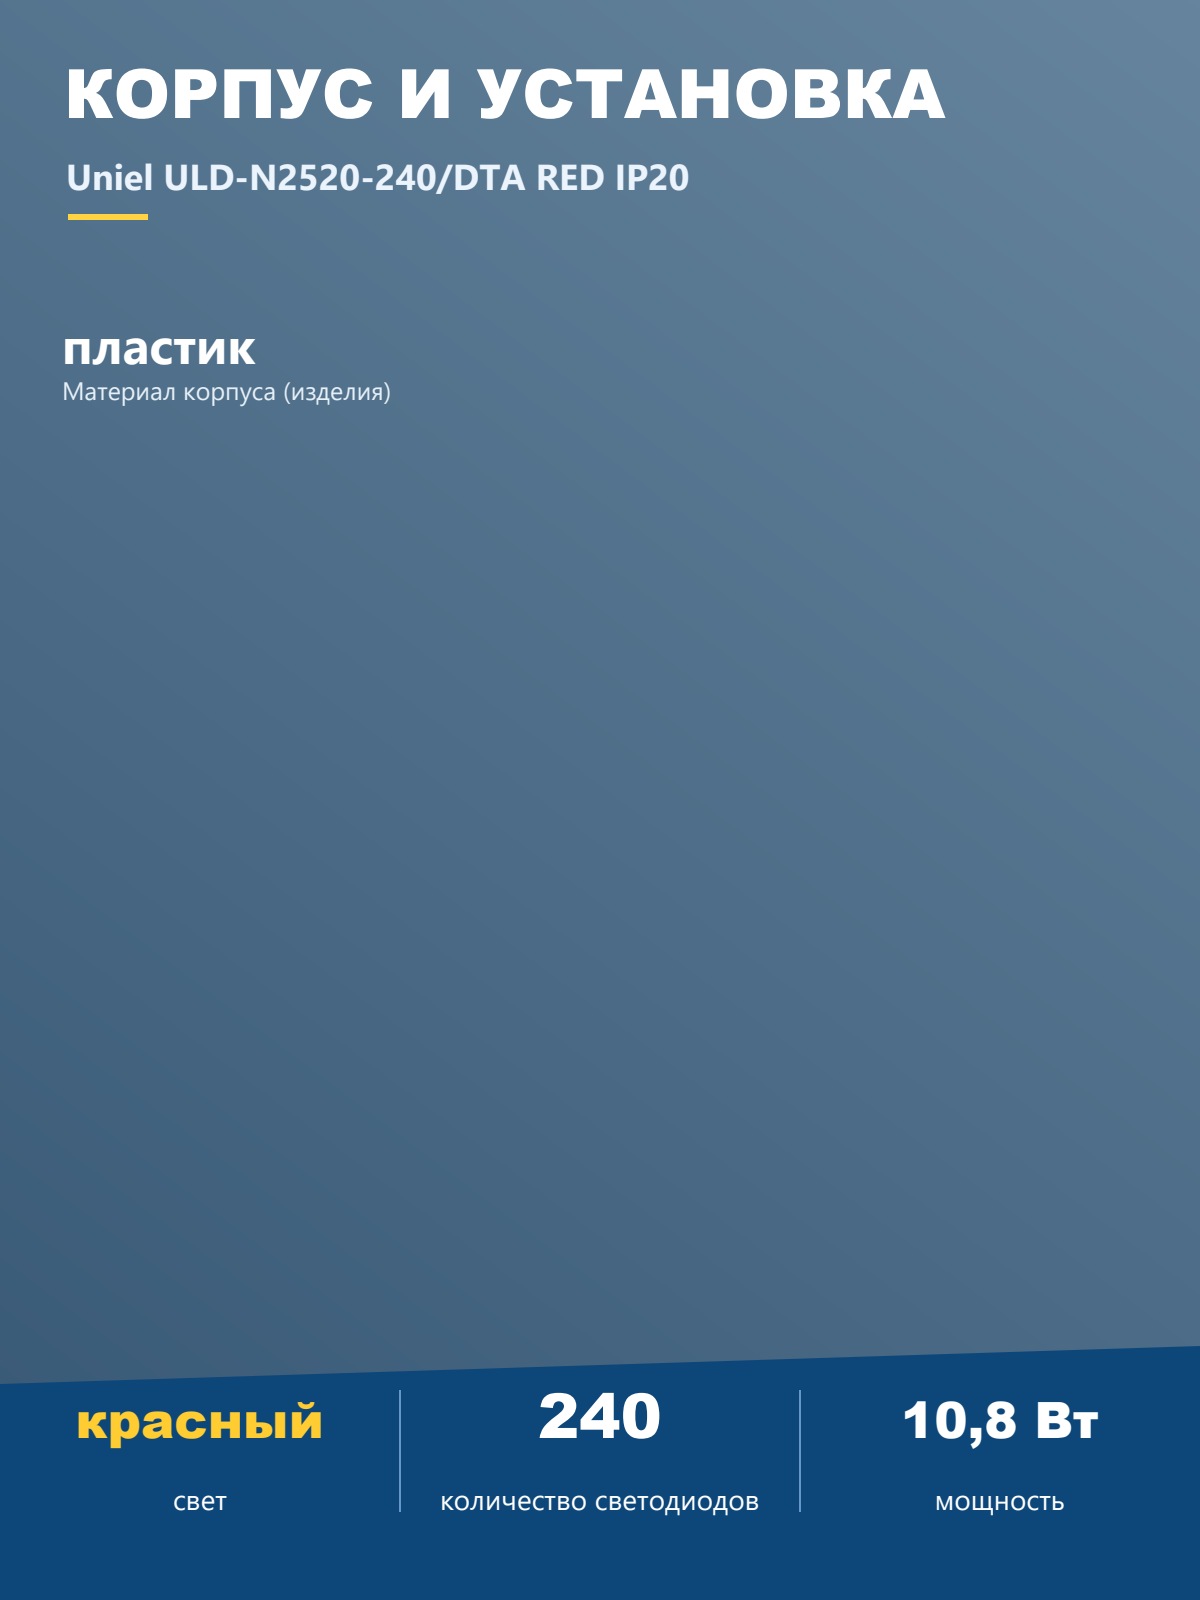 КОРПУС И УСТАНОВКА
Uniel ULD-N2520-240/DTA RED IP20
пластик
Материал корпуса (изделия)
красный
свет
240
количество светодиодов
10,8 Вт
мощность